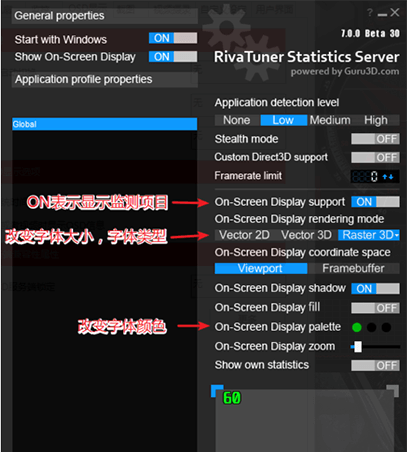 General properties
7.0.0 Beta 30
Start with Windows ON
Show On-Screen Display ON
RivaTuner Statistics Server
powered by Guru3D.com
Application profile properties
Global
Application detection level
None Low Medium High
Stealth mode OFF
Custom Direct3D support OFF
Framerate limit 0
ON表示显示监测项目
On-Screen Display support ON
On-Screen Display rendering mode
改变字体大小，字体类型
Vector 2D Vector 3D Raster 3D
On-Screen Display coordinate space
Viewport Framebuffer
On-Screen Display shadow ON
On-Screen Display fill OFF
改变字体颜色
On-Screen Display palette
On-Screen Display zoom
Show own statistics OFF
60